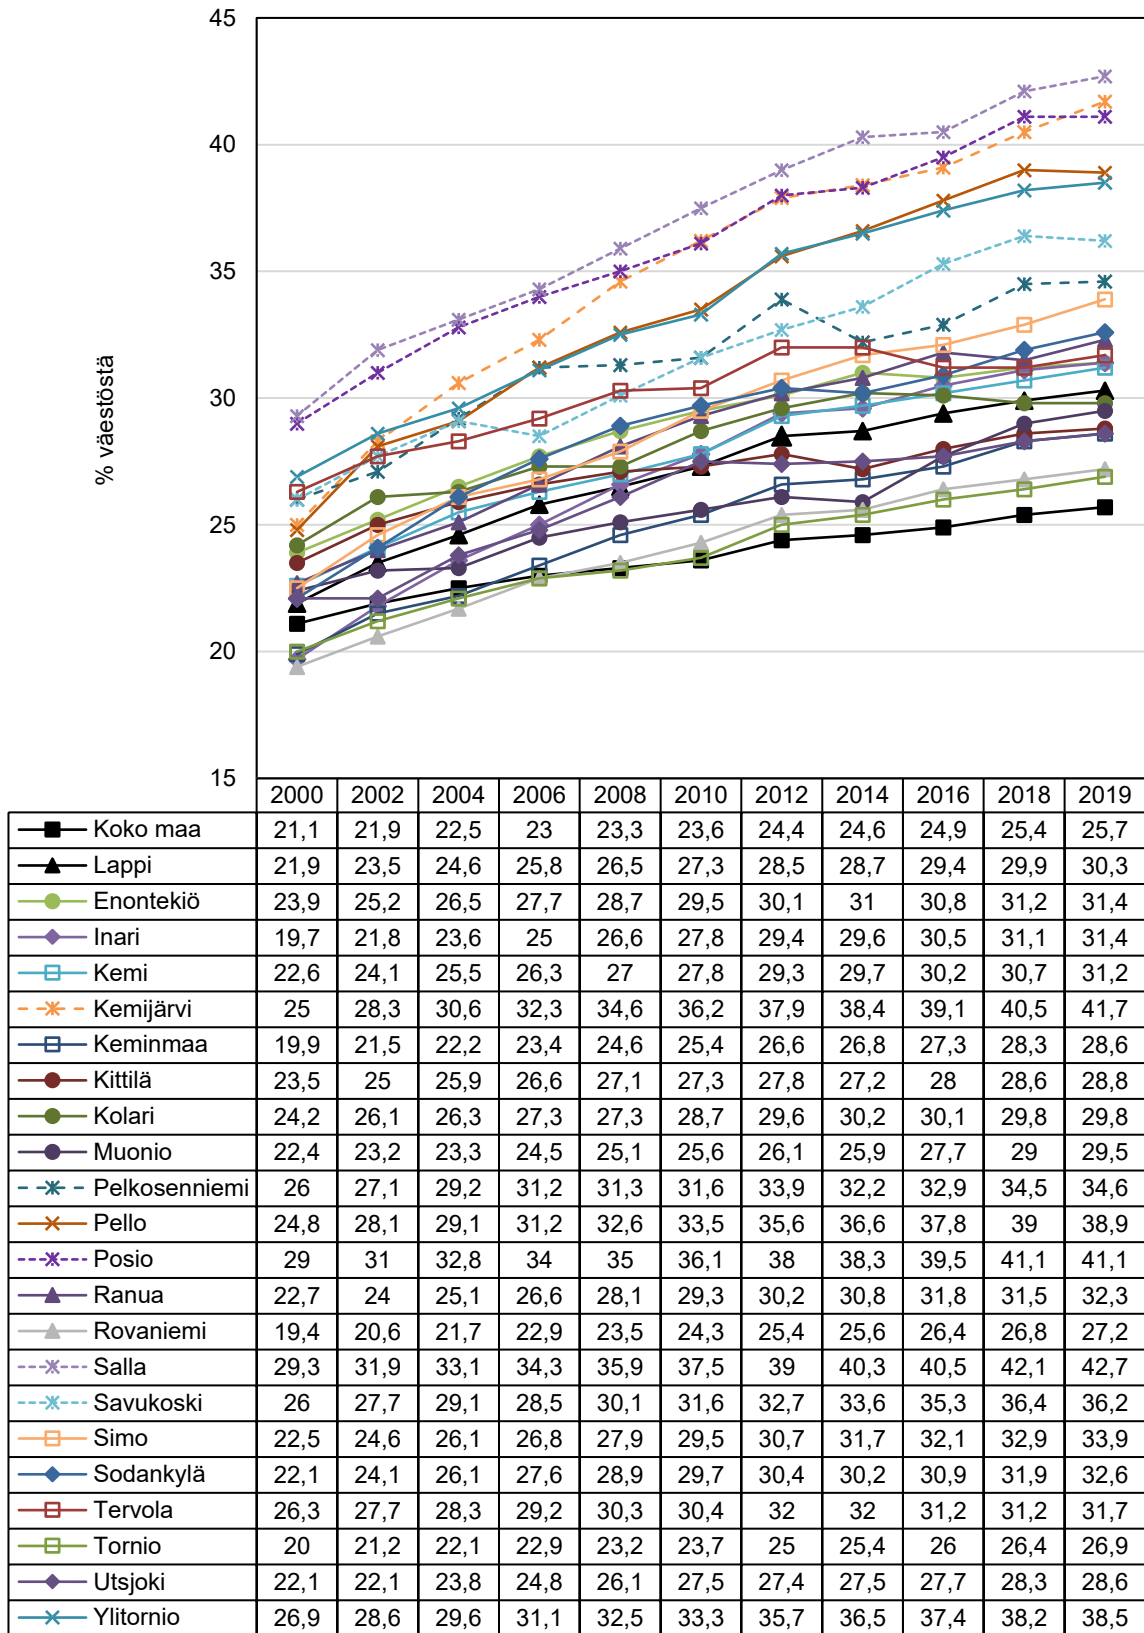 45
40
35
30
25
20
15
% väestöstä
2000 2002 2004 2006 2008 2010 2012 2014 2016 2018 2019
Koko maa 21,1 21,9 22,5 23 23,3 23,6 24,4 24,6 24,9 25,4 25,7
Lappi 21,9 23,5 24,6 25,8 26,5 27,3 28,5 28,7 29,4 29,9 30,3
Enontekiö 23,9 25,2 26,5 27,7 28,7 29,5 30,1 31 30,8 31,2 31,4
Inari 19,7 21,8 23,6 25 26,6 27,8 29,4 29,6 30,5 31,1 31,4
Kemi 22,6 24,1 25,5 26,3 27 27,8 29,3 29,7 30,2 30,7 31,2
Kemijärvi 25 28,3 30,6 32,3 34,6 36,2 37,9 38,4 39,1 40,5 41,7
Keminmaa 19,9 21,5 22,2 23,4 24,6 25,4 26,6 26,8 27,3 28,3 28,6
Kittilä 23,5 25 25,9 26,6 27,1 27,3 27,8 27,2 28 28,6 28,8
Kolari 24,2 26,1 26,3 27,3 27,3 28,7 29,6 30,2 30,1 29,8 29,8
Muonio 22,4 23,2 23,3 24,5 25,1 25,6 26,1 25,9 27,7 29 29,5
Pelkosenniemi 26 27,1 29,2 31,2 31,3 31,6 33,9 32,2 32,9 34,5 34,6
Pello 24,8 28,1 29,1 31,2 32,6 33,5 35,6 36,6 37,8 39 38,9
Posio 29 31 32,8 34 35 36,1 38 38,3 39,5 41,1 41,1
Ranua 22,7 24 25,1 26,6 28,1 29,3 30,2 30,8 31,8 31,5 32,3
Rovaniemi 19,4 20,6 21,7 22,9 23,5 24,3 25,4 25,6 26,4 26,8 27,2
Salla 29,3 31,9 33,1 34,3 35,9 37,5 39 40,3 40,5 42,1 42,7
Savukoski 26 27,7 29,1 28,5 30,1 31,6 32,7 33,6 35,3 36,4 36,2
Simo 22,5 24,6 26,1 26,8 27,9 29,5 30,7 31,7 32,1 32,9 33,9
Sodankylä 22,1 24,1 26,1 27,6 28,9 29,7 30,4 30,2 30,9 31,9 32,6
Tervola 26,3 27,7 28,3 29,2 30,3 30,4 32 32 31,2 31,2 31,7
Tornio 20 21,2 22,1 22,9 23,2 23,7 25 25,4 26 26,4 26,9
Utsjoki 22,1 22,1 23,8 24,8 26,1 27,5 27,4 27,5 27,7 28,3 28,6
Ylitornio 26,9 28,6 29,6 31,1 32,5 33,3 35,7 36,5 37,4 38,2 38,5